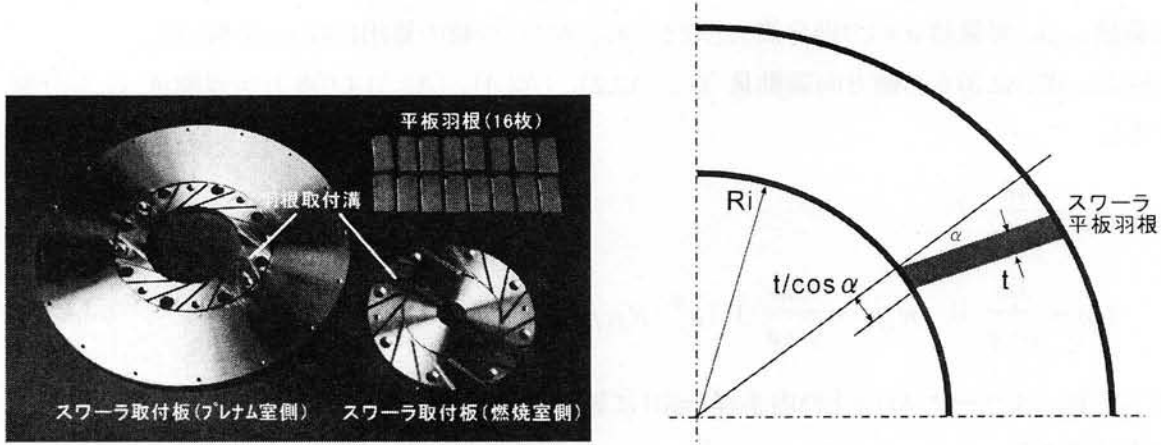 平板羽根(16枚)
羽根取付溝
スワーラ取付板(プレナム室側)
スワーラ取付板(燃焼室側)
Ri
α
スワーラ
平板羽根
t
t/cosα